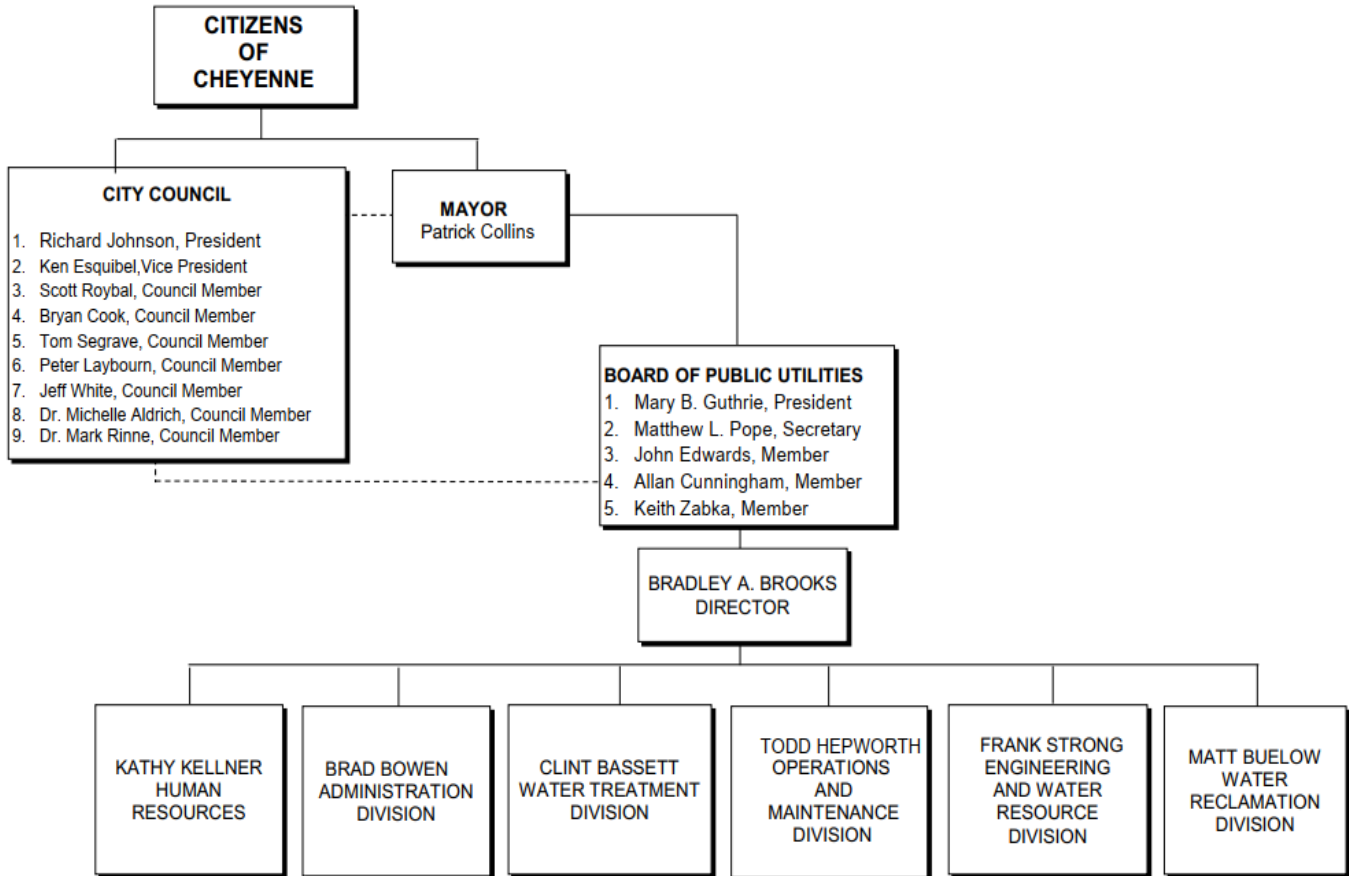 CITIZENS
OF
CHEYENNE
CITY COUNCIL
1. Richard Johnson, President
2. Ken Esquibel,Vice President
3. Scott Roybal, Council Member
4. Bryan Cook, Council Member
5. Tom Segrave, Council Member
6. Peter Laybourn, Council Member
7. Jeff White, Council Member
8. Dr. Michelle Aldrich, Council Member
9. Dr. Mark Rinne, Council Member
MAYOR
Patrick Collins
BOARD OF PUBLIC UTILITIES
1. Mary B. Guthrie, President
2. Matthew L. Pope, Secretary
3. John Edwards, Member
4. Allan Cunningham, Member
5. Keith Zabka, Member
BRADLEY A. BROOKS
DIRECTOR
KATHY KELLNER
HUMAN
RESOURCES
BRAD BOWEN
ADMINISTRATION
DIVISION
CLINT BASSETT
WATER TREATMENT
DIVISION
TODD HEPWORTH
OPERATIONS
AND
MAINTENANCE
DIVISION
FRANK STRONG
ENGINEERING
AND WATER
RESOURCE
DIVISION
MATT BUELOW
WATER
RECLAMATION
DIVISION